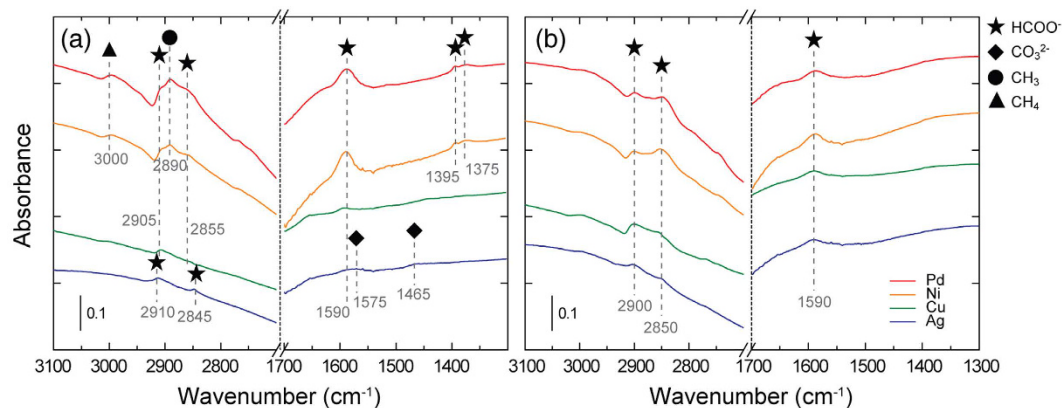 (a)
(b)
HCOO⁻
CO₃²⁻
CH₃
CH₄
Absorbance
3000
2890
2905
2855
1395
1375
2910
2845
1590
1575
1465
0.1
2900
2850
1590
0.1
Pd
Ni
Cu
Ag
3100 3000 2900 2800 1700 1600 1500 1400
3100 3000 2900 2800 1700 1600 1500 1400 1300
Wavenumber (cm⁻¹)
Wavenumber (cm⁻¹)